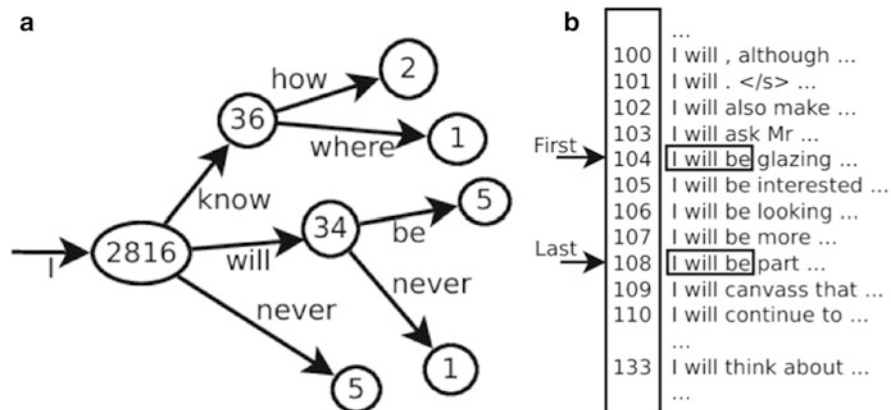 a
how
2
36
where
1
know
I
2816
will
34
be
5
never
never
1
5
b
...
100 I will , although ...
101 I will . </s> ...
102 I will also make ...
103 I will ask Mr ...
First
104 I will be glazing ...
105 I will be interested ...
106 I will be looking ...
107 I will be more ...
Last
108 I will be part ...
109 I will canvass that ...
110 I will continue to ...
...
133 I will think about ...
...